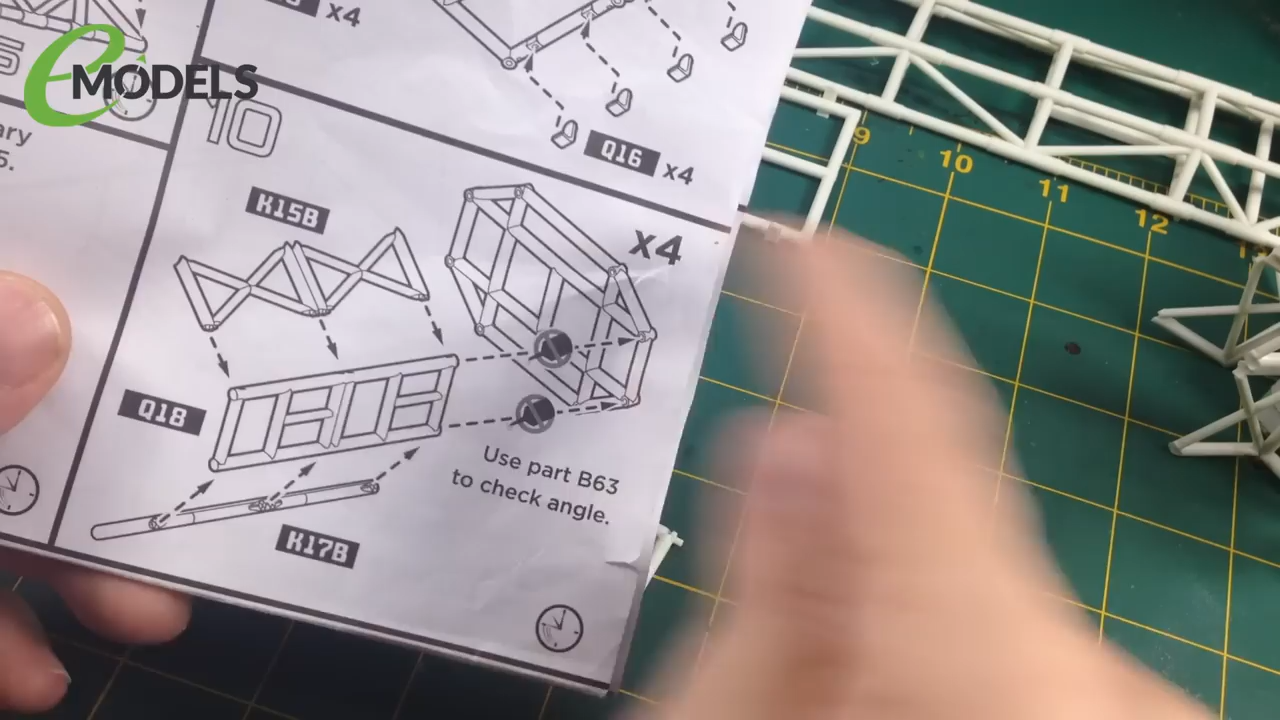 x4
e MODELS
ary
5.
10
Q16 x4
K15B
x4
Q18
Use part B63
to check angle.
K17B
9
10
11
12